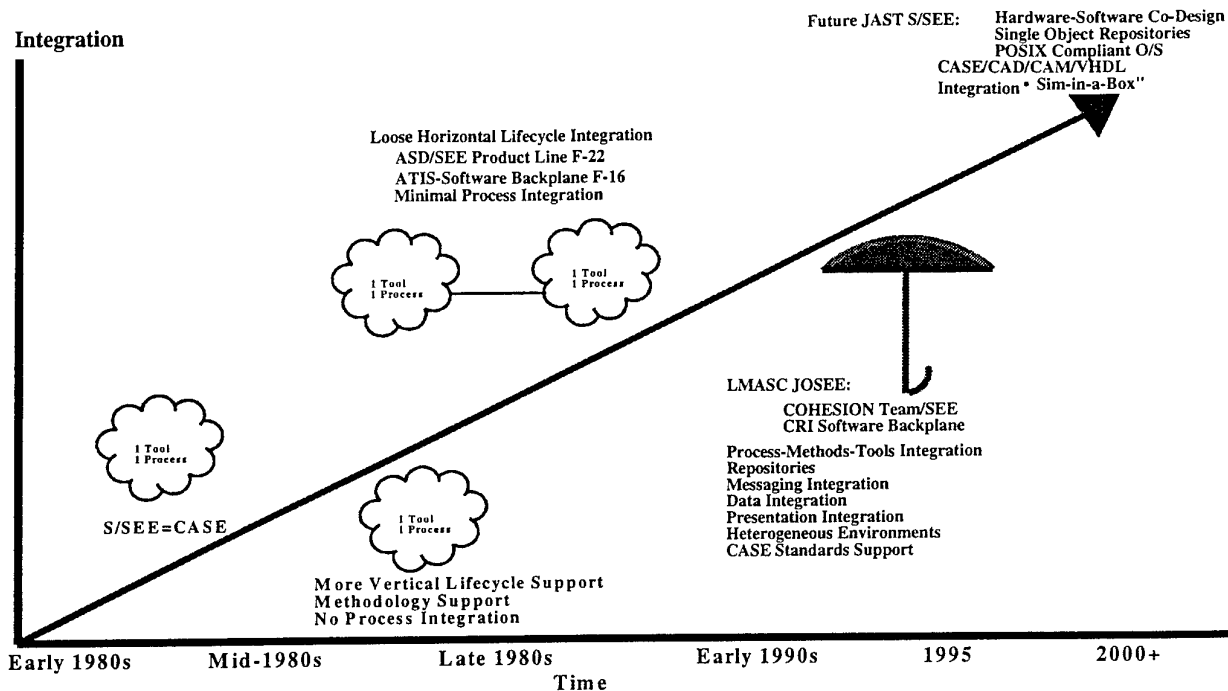 Future JAST S/SEE: Hardware-Software Co-Design
Single Object Repositories
POSIX Compliant O/S
CASE/CAD/CAM/VHDL
Integration • Sim-in-a-Box"
Integration
Loose Horizontal Lifecycle Integration
ASD/SEE Product Line F-22
ATIS-Software Backplane F-16
Minimal Process Integration
1 Tool
1 Process
1 Tool
1 Process
1 Tool
1 Process
S/SEE=CASE
1 Tool
1 Process
More Vertical Lifecycle Support
Methodology Support
No Process Integration
LMASC JOSEE:
COHESION Team/SEE
CRI Software Backplane
Process-Methods-Tools Integration
Repositories
Messaging Integration
Data Integration
Presentation Integration
Heterogeneous Environments
CASE Standards Support
Early 1980s Mid-1980s Late 1980s Early 1990s 1995 2000+
Time